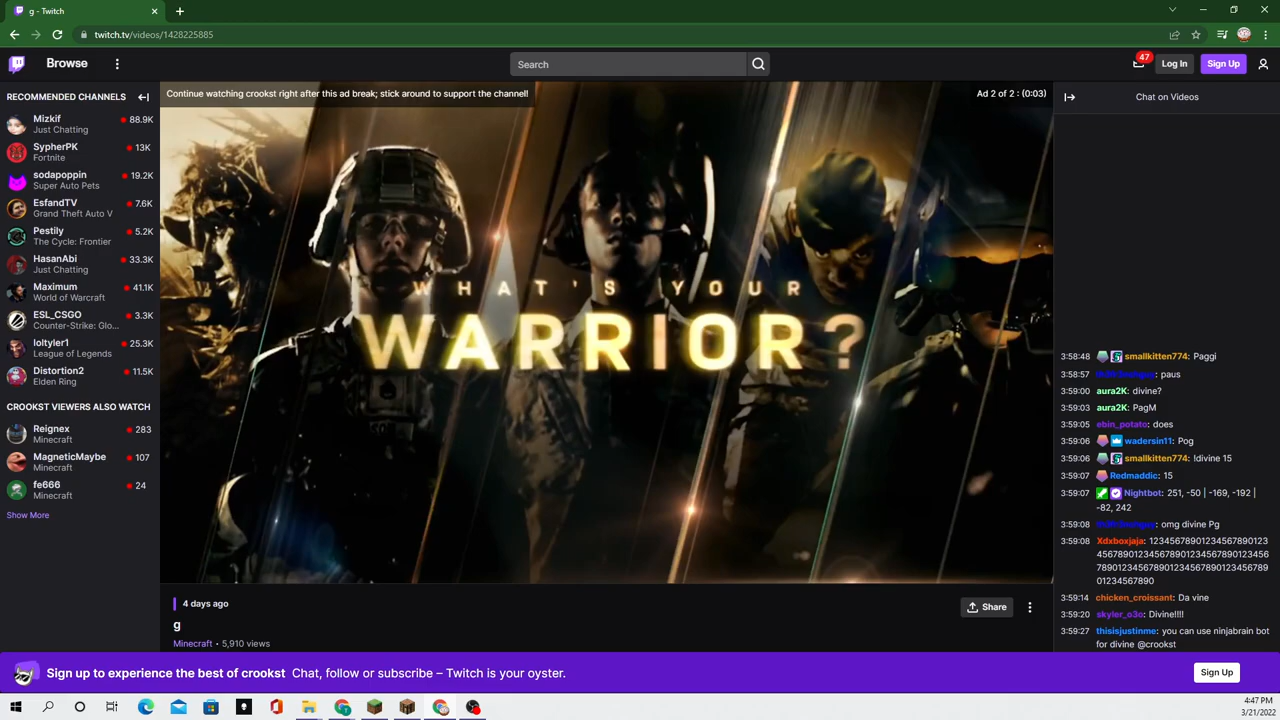 g - Twitch
twitch.tv/videos/1428225885
Browse
Search
47
Log In
Sign Up
RECOMMENDED CHANNELS
Mizkif 88.9K
Just Chatting
SypherPK 13K
Fortnite
sodapoppin 19.2K
Super Auto Pets
EsfandTV 7.6K
Grand Theft Auto V
Pestily 5.2K
The Cycle: Frontier
HasanAbi 33.3K
Just Chatting
Maximum 41.1K
World of Warcraft
ESL_CSGO 3.3K
Counter-Strike: Glo...
loltyler1 25.3K
League of Legends
Distortion2 11.5K
Elden Ring
CROOKST VIEWERS ALSO WATCH
Reignex 283
Minecraft
MagneticMaybe 107
Minecraft
fe666 24
Minecraft
Show More
Continue watching crookst right after this ad break; stick around to support the channel!
Ad 2 of 2 : (0:03)
WHAT'S YOUR
WARRIOR?
4 days ago
Share
g
Minecraft • 5,910 views
Chat on Videos
3:58:48 smallkitten774: Paggi
3:58:57 : paus
3:59:00 aura2K: divine?
3:59:03 aura2K: PagM
3:59:05 ebin_potato: does
3:59:06 wadersin11: Pog
3:59:06 smallkitten774: !divine 15
3:59:07 Redmaddic: 15
3:59:07 Nightbot: 251, -50 | -169, -192 |
-82, 242
3:59:08 : omg divine Pg
3:59:08 Xdxboxjaja: 123456789012345678901​23
4567890123456789012345678901234​56
7890123456789012345678901234567​89
01234567890
3:59:14 chicken_croissant: Da vine
3:59:20 skyler_o3o: Divine!!!!
3:59:27 thisisjustinme: you can use ninjabrain bot
for divine @crookst
Sign up to experience the best of crookst Chat, follow or subscribe – Twitch is your oyster.
Sign Up
4:47 PM
3/21/2022